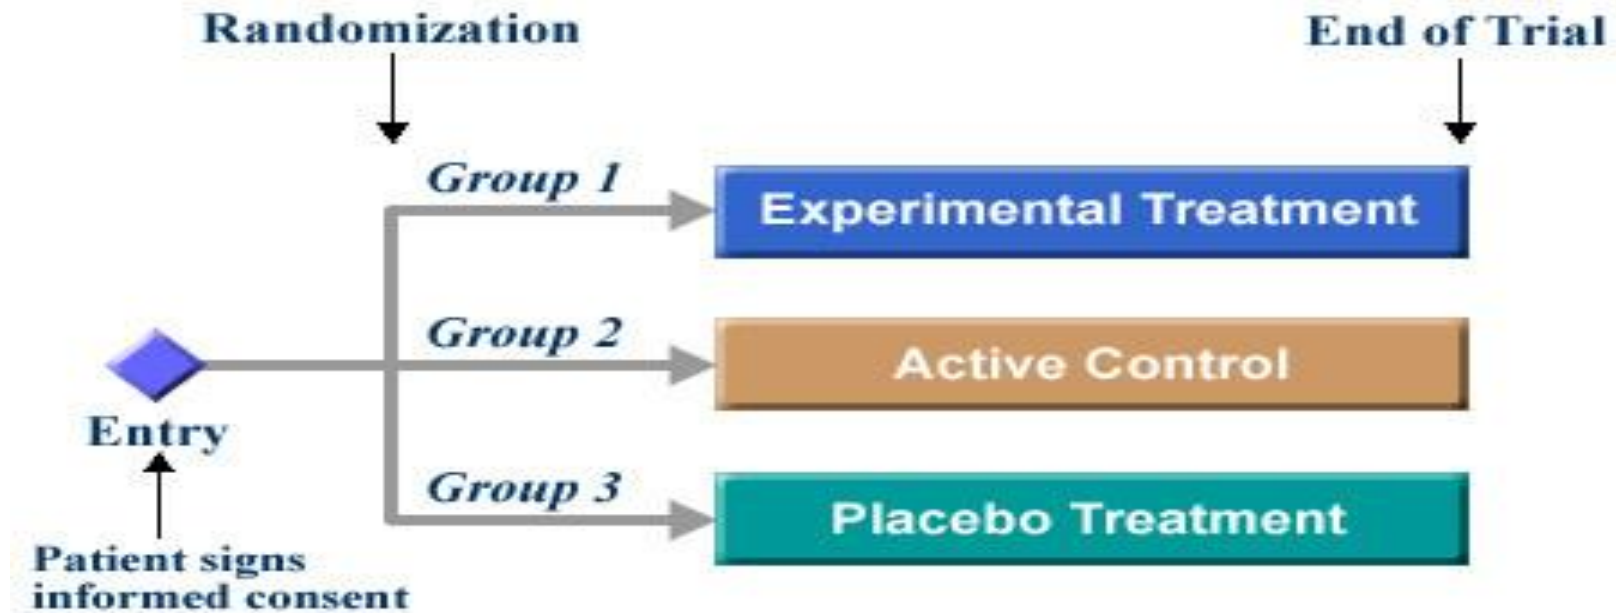 Randomization
End of Trial
Group 1
Experimental Treatment
Group 2
Active Control
Entry
Group 3
Placebo Treatment
Patient signs
informed consent